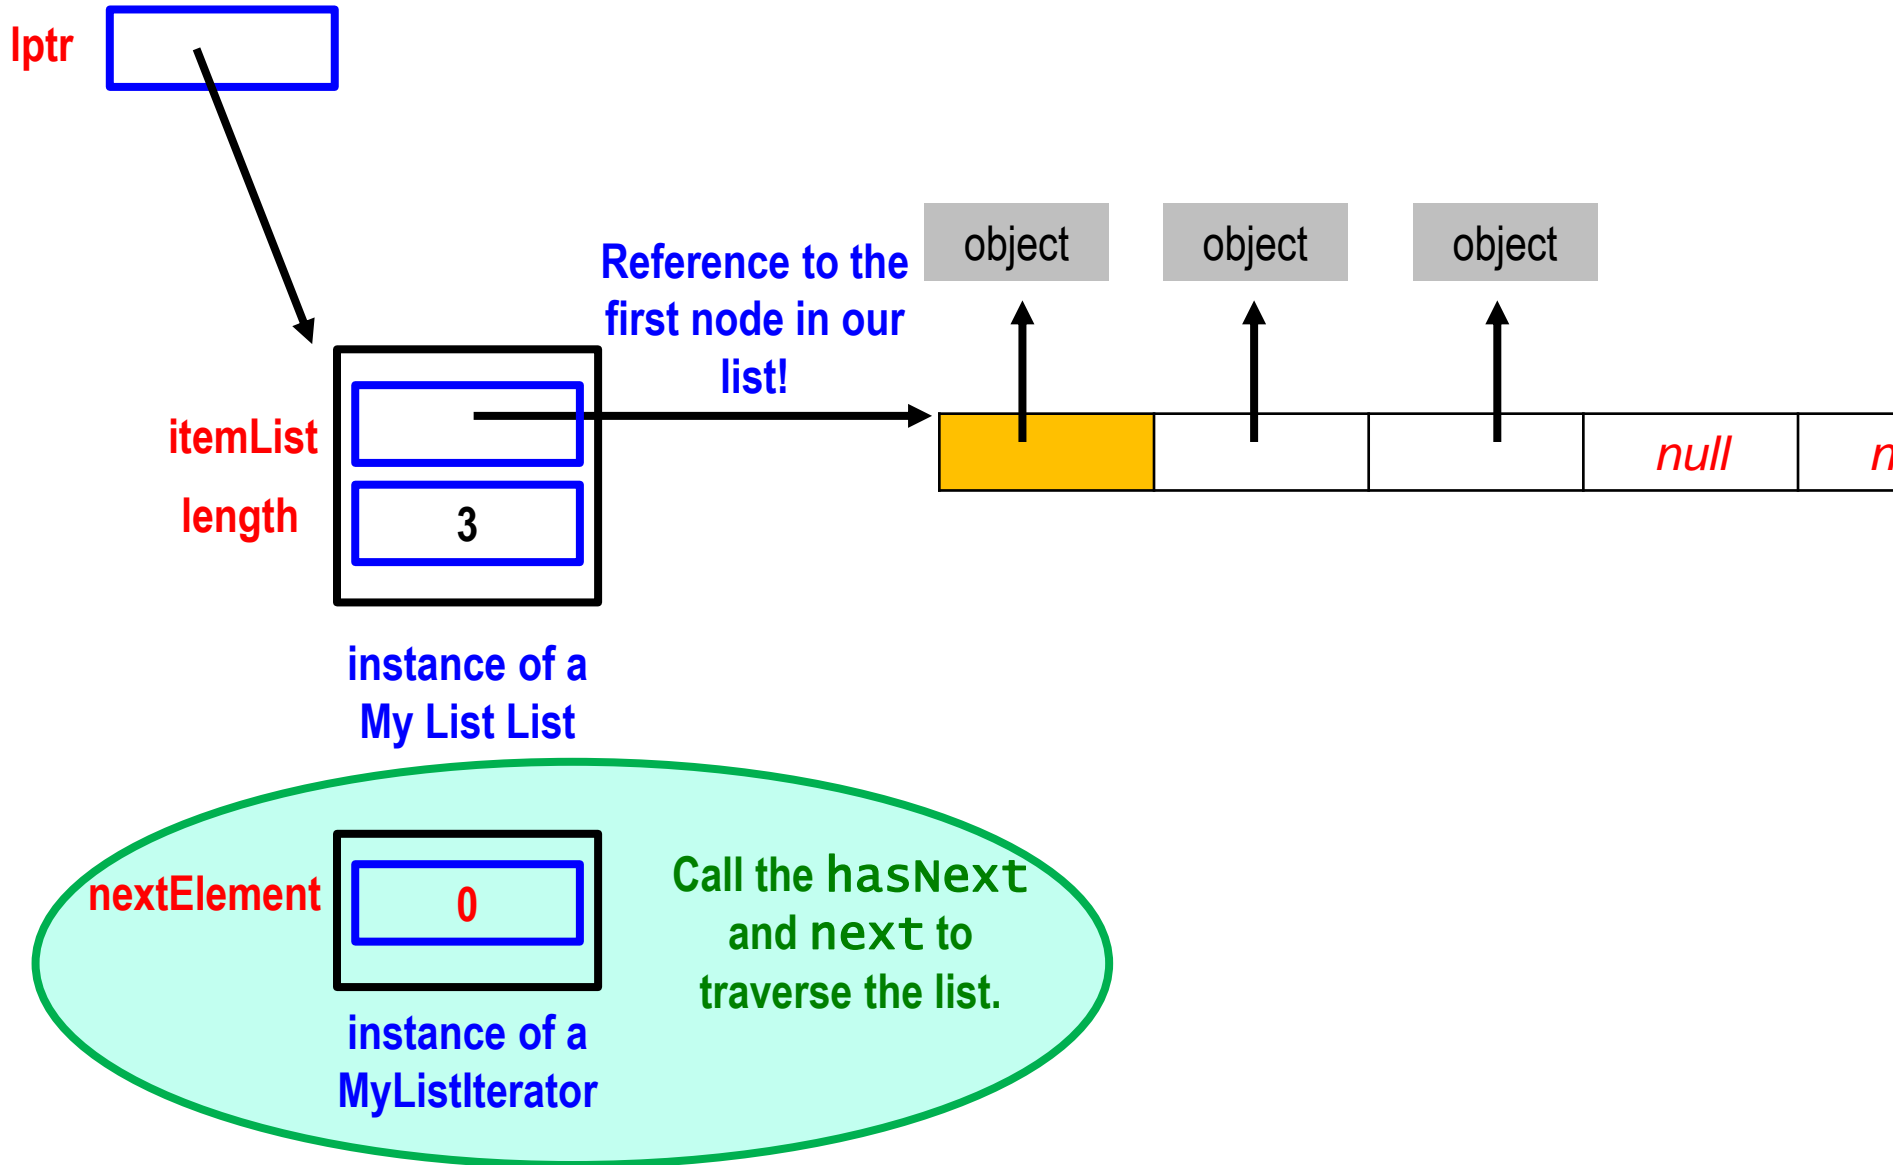 lptr
object object object
Reference to the
first node in our
list!
itemList
null
length
3
instance of a
My List List
nextElement
0
Call the hasNext
and next to
traverse the list.
instance of a
MyListIterator